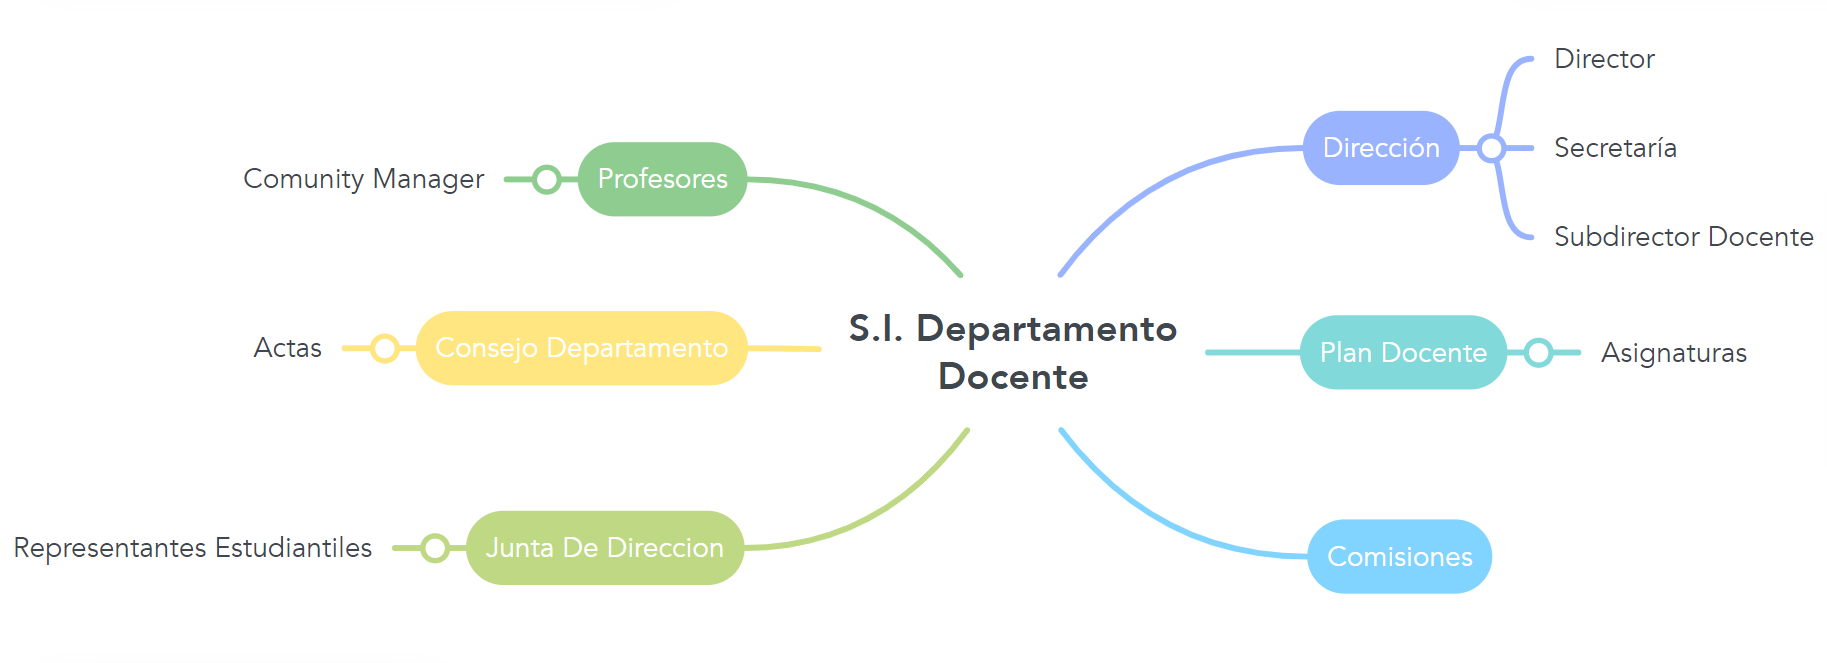 Director
Dirección
Secretaría
Comunity Manager
Profesores
Subdirector Docente
S.I. Departamento
Docente
Actas
Consejo Departamento
Plan Docente
Asignaturas
Representantes Estudiantiles
Junta De Direccion
Comisiones